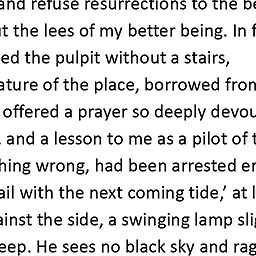 and refuse resurrections to the be
t the lees of my better being. In f
ed the pulpit without a stairs,
ature of the place, borrowed from
offered a prayer so deeply devou
, and a lesson to me as a pilot of t
hing wrong, had been arrested er
ail with the next coming tide,’ at l
ainst the side, a swinging lamp sli
eep. He sees no black sky and rag